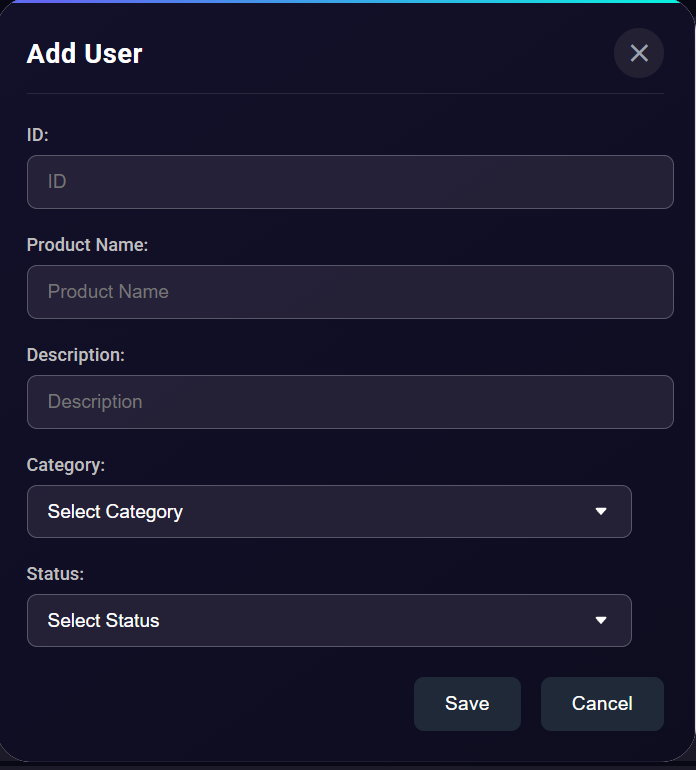 Add User
ID:
ID
Product Name:
Product Name
Description:
Description
Category:
Select Category
Status:
Select Status
Save Cancel